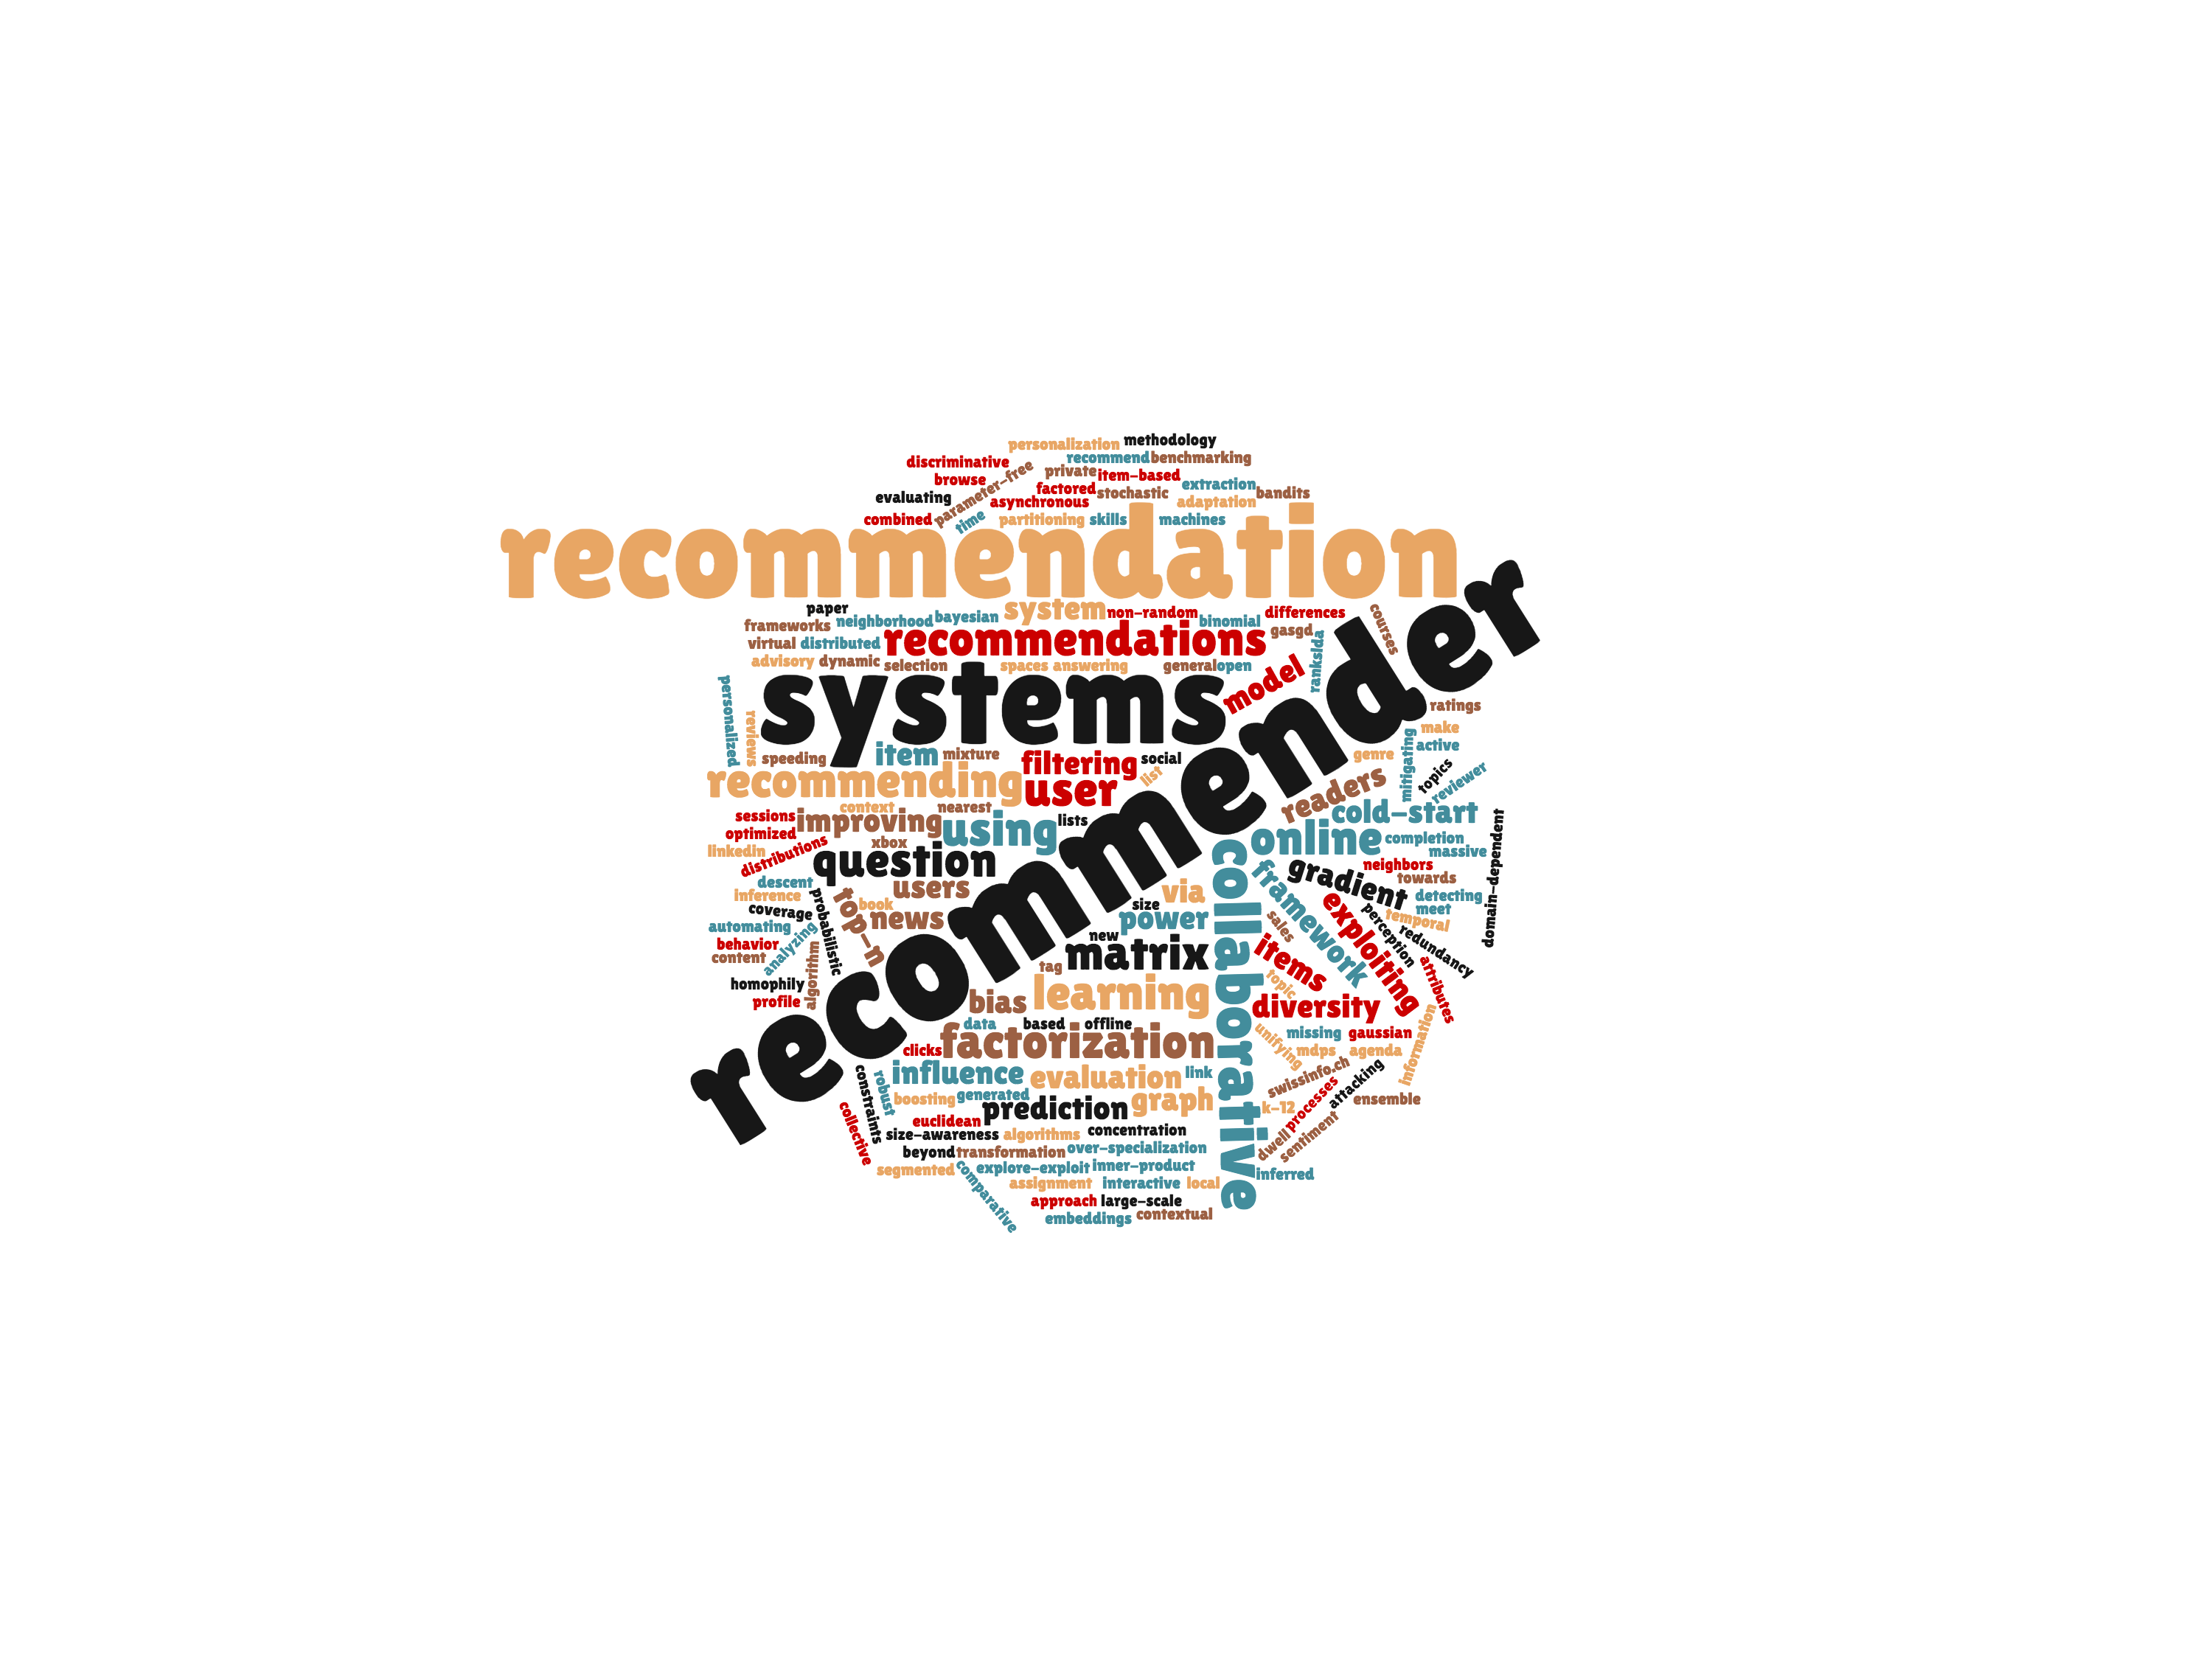 personalization methodology
discriminative recommend benchmarking
browse parameter-free private item-based
evaluating factored stochastic extraction bandits
asynchronous adaptation
combined time partitioning skills machines
recommendation
recommender
paper system non-random differences courses
frameworks neighborhood bayesian binomial gasgd
virtual distributed recommendations rankslda
advisory dynamic selection spaces answering general open
personalized systems model
reviews ratings
make
speeding item mixture filtering social genre mitigating active
recommending user list topics reviewer
context nearest readers
sessions improving using lists cold-start domain-dependent
optimized xbox online completion
linkedin distributions question massive
collaborative framework gradient neighbors
descent users towards
inference probabilistic top-n book via exploiting detecting
coverage news size power sales perception meet
automating analyzing temporal
behavior algorithm new matrix items redundancy
content tag topic attributes
homophily learning
profile bias diversity
data based offline unifying missing gaussian information
clicks factorization mdps agenda
constraints robust influence evaluation link swissinfo.ch
boosting generated prediction graph k-12 processes attacking ensemble
collective euclidean dwell sentiment
size-awareness algorithms concentration
beyond transformation over-specialization
segmented comparative explore-exploit inner-product inferred
assignment interactive local
approach large-scale
embeddings contextual